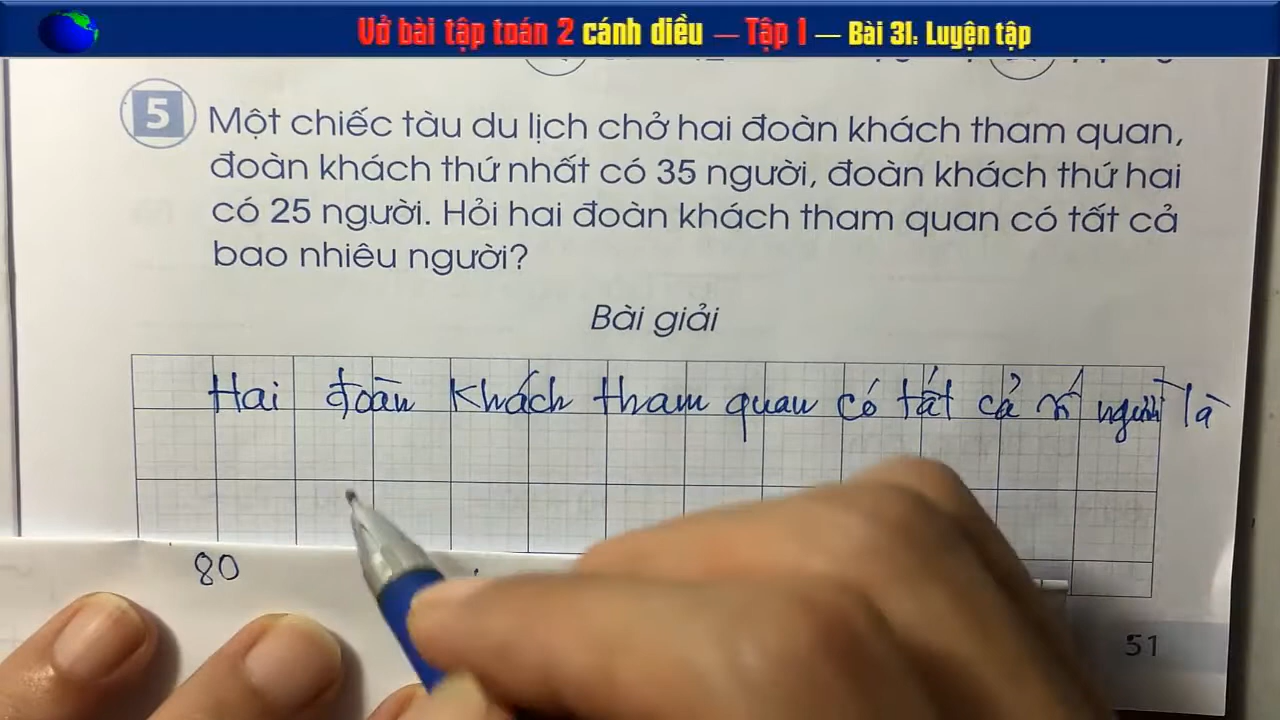 Vở bài tập toán 2 cánh diều – Tập 1 – Bài 31: Luyện tập
5 Một chiếc tàu du lịch chở hai đoàn khách tham quan,
đoàn khách thứ nhất có 35 người, đoàn khách thứ hai
có 25 người. Hỏi hai đoàn khách tham quan có tất cả
bao nhiêu người?
Bài giải
Hai đoàn khách tham quan có tất cả số người là
80
51